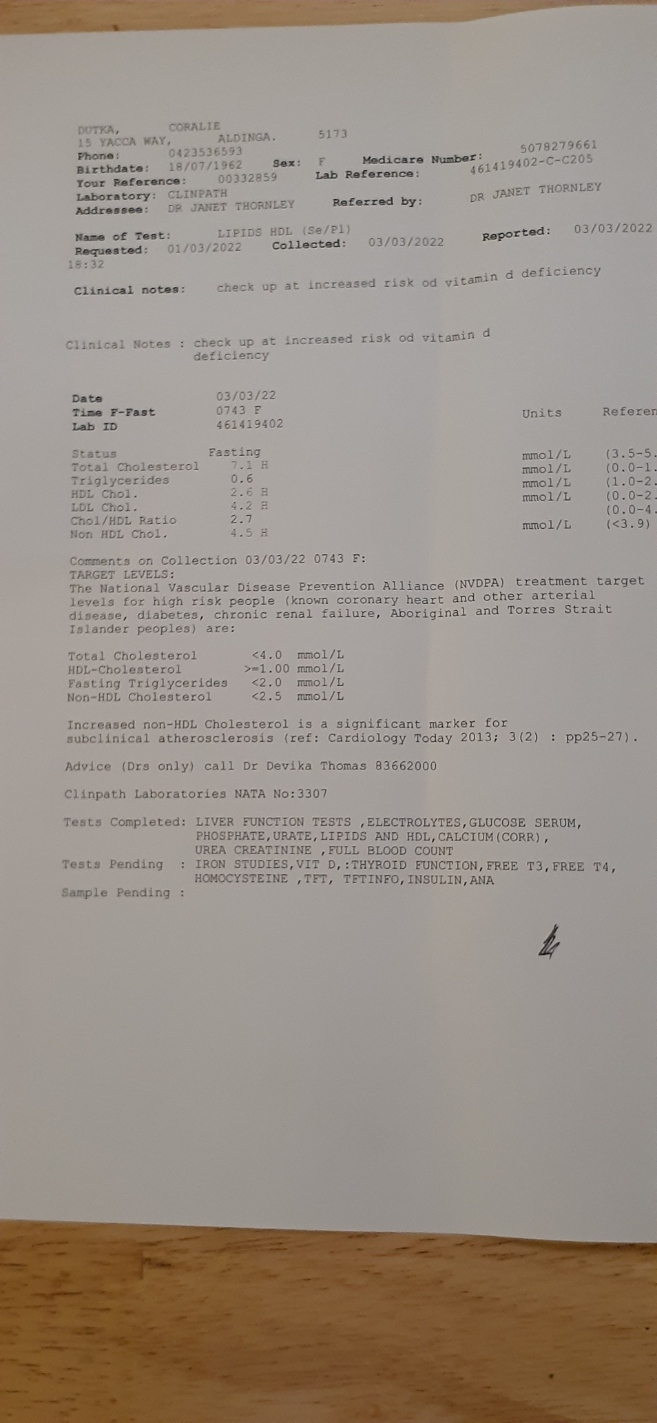 DUTKA, CORALIE
15 YACCA WAY, ALDINGA. 5173
Phone: 0423536593
Birthdate: 18/07/1962 Sex: F Medicare Number: 5078279661
Your Reference: 00332859 Lab Reference: 461419402-C-C205
Laboratory: CLINPATH
Addressee: DR JANET THORNLEY Referred by: DR JANET THORNLEY
Name of Test: LIPIDS HDL (Se/Pl)
Requested: 01/03/2022 Collected: 03/03/2022 Reported: 03/03/2022
18:32
Clinical notes: check up at increased risk od vitamin d deficiency
Clinical Notes : check up at increased risk od vitamin d
deficiency
Date 03/03/22
Time F-Fast 0743 F Units Referen
Lab ID 461419402
Status Fasting
Total Cholesterol 7.1 H mmol/L (3.5-5.
Triglycerides 0.6 mmol/L (0.0-1.
HDL Chol. 2.6 H mmol/L (1.0-2.
LDL Chol. 4.2 H mmol/L (0.0-2.
Chol/HDL Ratio 2.7 (0.0-4.
Non HDL Chol. 4.5 H mmol/L (<3.9)
Comments on Collection 03/03/22 0743 F:
TARGET LEVELS:
The National Vascular Disease Prevention Alliance (NVDPA) treatment target
levels for high risk people (known coronary heart and other arterial
disease, diabetes, chronic renal failure, Aboriginal and Torres Strait
Islander peoples) are:
Total Cholesterol <4.0 mmol/L
HDL-Cholesterol >=1.00 mmol/L
Fasting Triglycerides <2.0 mmol/L
Non-HDL Cholesterol <2.5 mmol/L
Increased non-HDL Cholesterol is a significant marker for
subclinical atherosclerosis (ref: Cardiology Today 2013; 3(2) : pp25-27).
Advice (Drs only) call Dr Devika Thomas 83662000
Clinpath Laboratories NATA No:3307
Tests Completed: LIVER FUNCTION TESTS ,ELECTROLYTES,GLUCOSE SERUM,
PHOSPHATE,URATE,LIPIDS AND HDL,CALCIUM(CORR),
UREA CREATININE ,FULL BLOOD COUNT
Tests Pending : IRON STUDIES,VIT D,:THYROID FUNCTION,FREE T3,FREE T4,
HOMOCYSTEINE ,TFT, TFTINFO,INSULIN,ANA
Sample Pending :